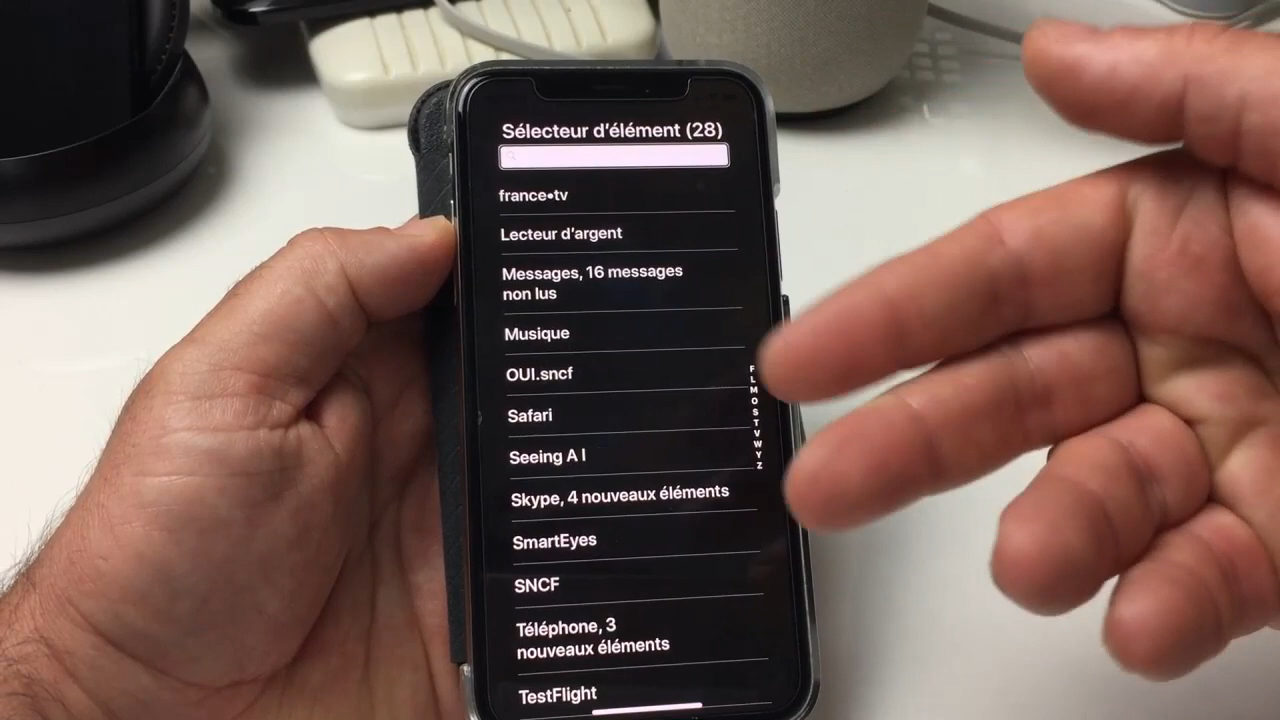 Sélecteur d'élément (28)
france•tv
Lecteur d'argent
Messages, 16 messages
non lus
Musique
OUI.sncf
Safari
Seeing A I
Skype, 4 nouveaux éléments
SmartEyes
SNCF
Téléphone, 3
nouveaux éléments
TestFlight
F
L
M
O
S
T
V
W
Y
Z